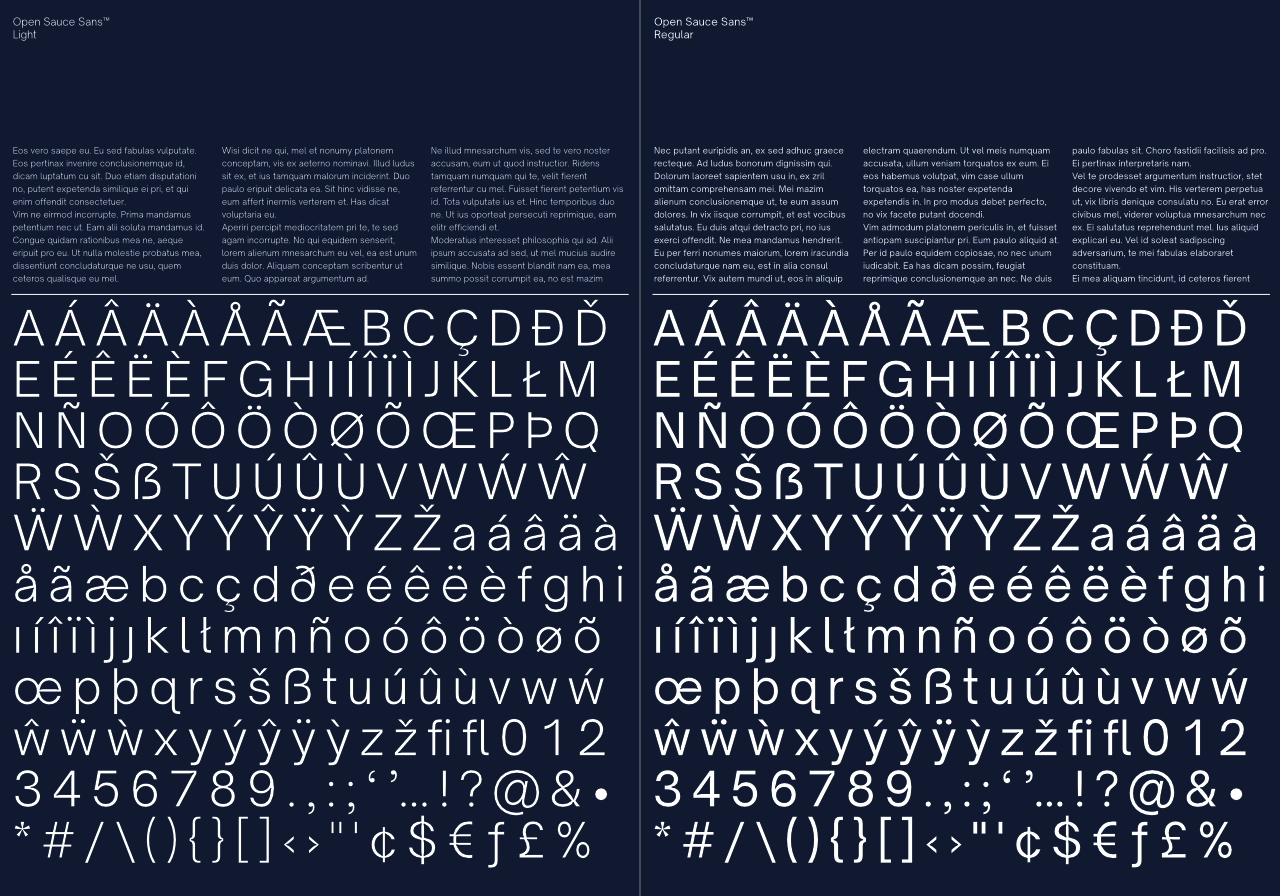 Open Sauce Sans™
Light
Eos vero saepe eu. Eu sed fabulas vulputate.
Eos pertinax invenire conclusionemque id,
dicam luptatum cu sit. Duo etiam disputationi
no, putent expetenda similique ei pri, et qui
enim offendit consectetuer.
Vim ne eirmod incorrupte. Prima mandamus
petentium nec ut. Eam alii soluta mandamus id.
Congue quidam rationibus mea ne, aeque
eripuit pro eu. Ut nulla molestie probatus mea,
dissentiunt concludaturque ne usu, quem
ceteros qualisque eu mel.
Wisi dicit ne qui, mel et nonumy platonem
conceptam, vis ex aeterno nominavi. Illud ludus
sit ex, et ius tamquam malorum inciderint. Duo
paulo eripuit delicata ea. Sit hinc vidisse ne,
eum affert inermis verterem et. Has dicat
voluptaria eu.
Aperiri percipit mediocritatem pri te, te sed
agam incorrupte. No qui equidem senserit,
lorem alienum mnesarchum eu vel, ea est unum
duis dolor. Aliquam conceptam scribentur ut
eum. Quo appareat argumentum ad.
Ne illud mnesarchum vis, sed te vero noster
accusam, eum ut quod instructior. Ridens
tamquam numquam qui te, velit fierent
referrentur cu mel. Fuisset fierent petentium vis
id. Tota vulputate ius et. Hinc temporibus duo
ne. Ut ius oporteat persecuti reprimique, eam
elitr efficiendi et.
Moderatius interesset philosophia qui ad. Alii
ipsum accusata ad sed, ut mel mucius audire
similique. Nobis essent blandit nam ea, mea
summo possit corrumpit ea, no est mazim
AÁÂÄÀÅÃÆBCÇDÐĎ
EÉÊËÈFGHIÍÎÏÌJKLŁM
NÑOÓÔÖÒØÕŒPÞQ
RSŠẞTUÚÛÙVWẂŴ
ẄẀXYÝŶŸỲZŽaáâäà
åãæbcçdðeéêëèfghi
ıíîïìjȷklłmnñoóôöòøõ
œpþqrsšßtuúûùvwẃ
ŵẅẁxyýŷÿỳzžfiﬂ012
3456789.,:;‘’…!?@&•
*#/\(){}[]‹›"'¢$€ƒ£%
Open Sauce Sans™
Regular
Nec putant euripidis an, ex sed adhuc graece
recteque. Ad ludus bonorum dignissim qui.
Dolorum laoreet sapientem usu in, ex zril
omittam comprehensam mei. Mei mazim
alienum conclusionemque ut, te eum assum
dolores. In vix iisque corrumpit, et est vocibus
salutatus. Eu duis atqui detracto pri, no ius
exerci offendit. Ne mea mandamus hendrerit.
Eu per ferri nonumes maiorum, lorem iracundia
concludaturque nam eu, est in alia consul
referrentur. Vix autem mundi ut, eos in aliquip
electram quaerendum. Ut vel meis numquam
accusata, ullum veniam torquatos ex eum. Ei
eos habemus volutpat, vim case ullum
torquatos ea, has noster expetenda
expetendis in. In pro modus debet perfecto,
no vix facete putant docendi.
Vim admodum platonem periculis in, et fuisset
antiopam suscipiantur pri. Eum paulo aliquid at.
Per id paulo equidem copiosae, no nec unum
iudicabit. Ea has dicam possim, feugiat
reprimique conclusionemque an nec. Ne duis
paulo fabulas sit. Choro fastidii facilisis ad pro.
Ei pertinax interpretaris nam.
Vel te prodesset argumentum instructior, stet
decore vivendo et vim. His verterem perpetua
ut, vix libris denique consulatu no. Eu erat error
civibus mel, viderer voluptua mnesarchum nec
ex. Ei salutatus reprehendunt mel. Ius aliquid
explicari eu. Vel id soleat sadipscing
adversarium, te mei fabulas elaboraret
constituam.
Ei mea aliquam tincidunt, id ceteros fierent
AÁÂÄÀÅÃÆBCÇDÐĎ
EÉÊËÈFGHIÍÎÏÌJKLŁM
NÑOÓÔÖÒØÕŒPÞQ
RSŠẞTUÚÛÙVWẂŴ
ẄẀXYÝŶŸỲZŽaáâäà
åãæbcçdðeéêëèfghi
ıíîïìjȷklłmnñoóôöòøõ
œpþqrsšßtuúûùvwẃ
ŵẅẁxyýŷÿỳzžfiﬂ012
3456789.,:;‘’…!?@&•
*#/\(){}[]‹›"'¢$€ƒ£%